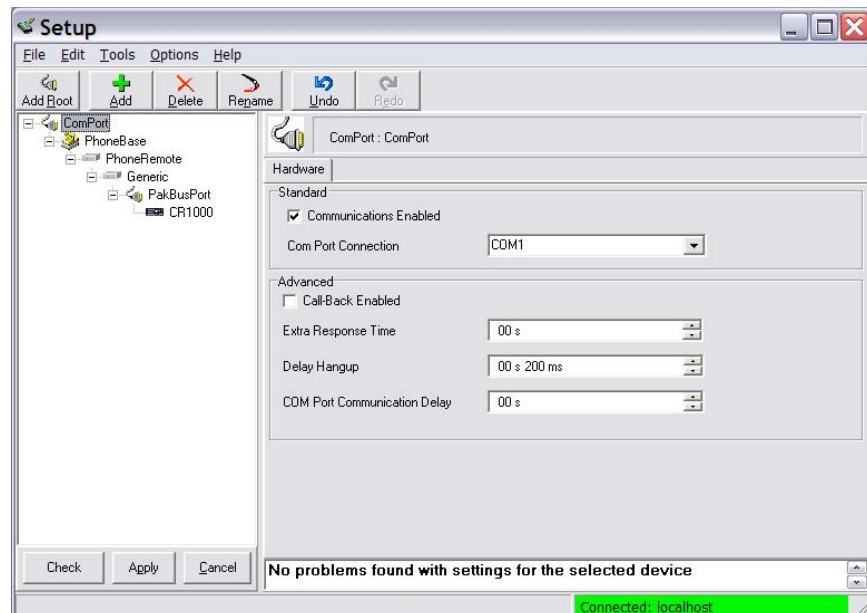 Setup
File Edit Tools Options Help
Add Root Add Delete Rename Undo Redo
ComPort
PhoneBase
PhoneRemote
Generic
PakBusPort
CR1000
Check Apply Cancel
ComPort : ComPort
Hardware
Standard
Communications Enabled
Com Port Connection COM1
Advanced
Call-Back Enabled
Extra Response Time 00 s
Delay Hangup 00 s 200 ms
COM Port Communication Delay 00 s
No problems found with settings for the selected device
Connected: localhost